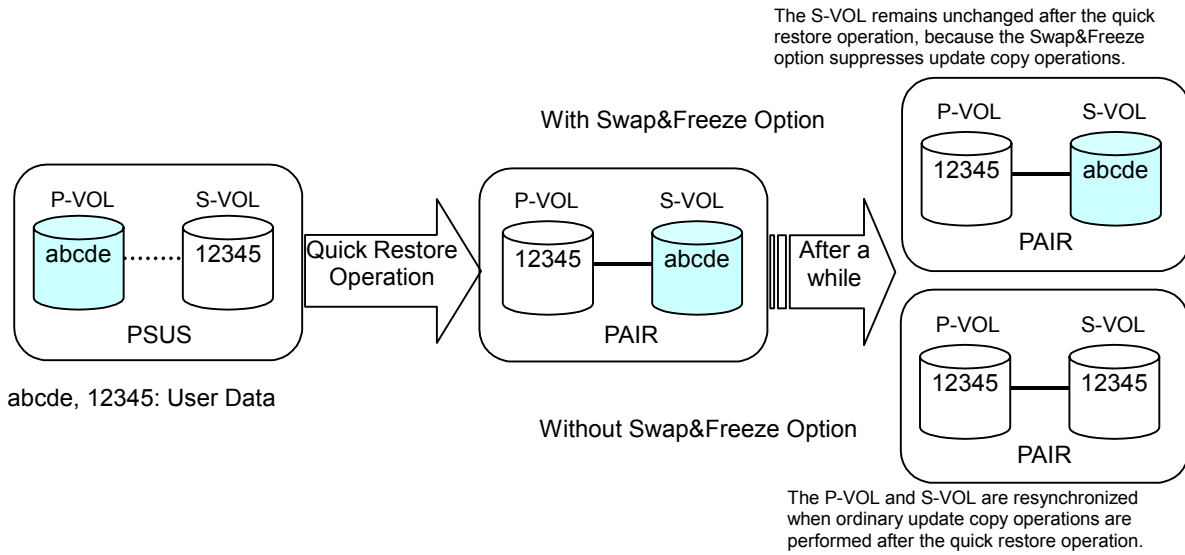 The S-VOL remains unchanged after the quick
restore operation, because the Swap&Freeze
option suppresses update copy operations.
With Swap&Freeze Option
P-VOL S-VOL
12345 abcde
PAIR
P-VOL S-VOL
abcde 12345
PSUS
Quick Restore
Operation
P-VOL S-VOL
12345 abcde
PAIR
After a
while
P-VOL S-VOL
12345 12345
PAIR
abcde, 12345: User Data
Without Swap&Freeze Option
The P-VOL and S-VOL are resynchronized
when ordinary update copy operations are
performed after the quick restore operation.